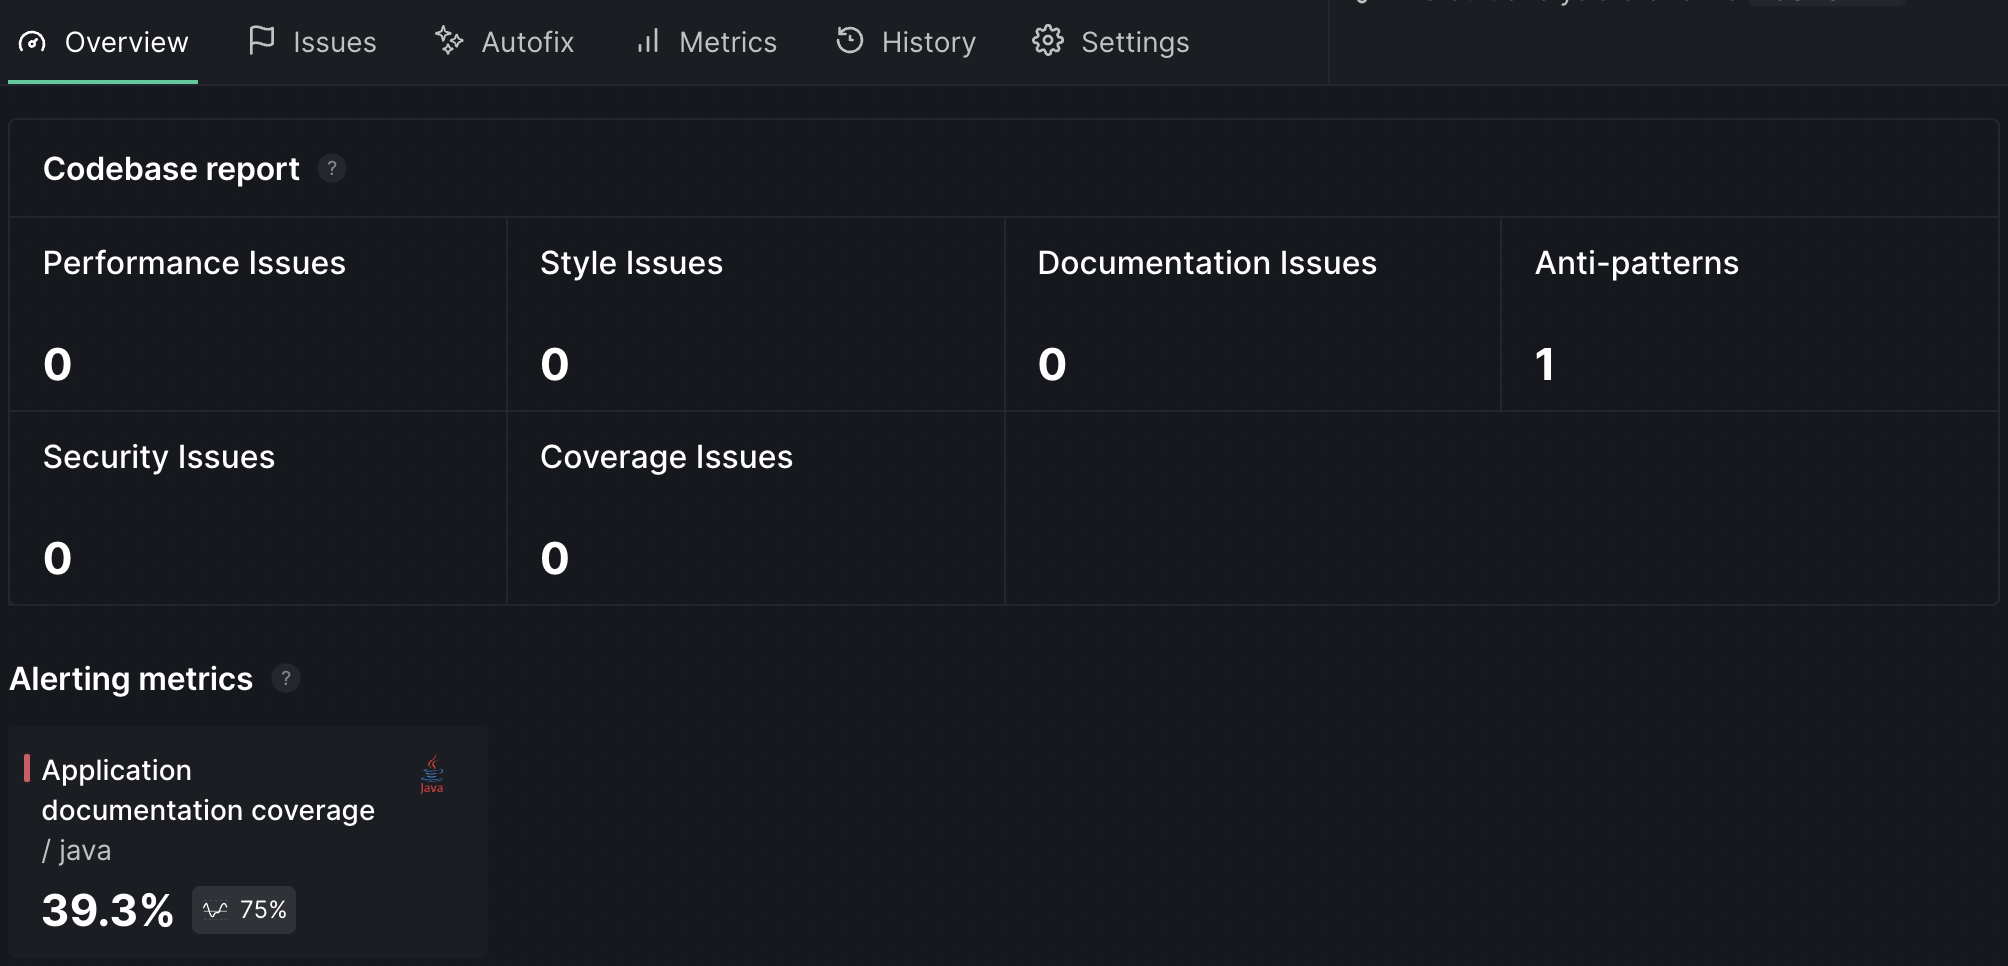 Overview
Issues
Autofix
Metrics
History
Settings
Codebase report ?
Performance Issues
0
Style Issues
0
Documentation Issues
0
Anti-patterns
1
Security Issues
0
Coverage Issues
0
Alerting metrics ?
Application
documentation coverage
/ java
Java
39.3%
75%